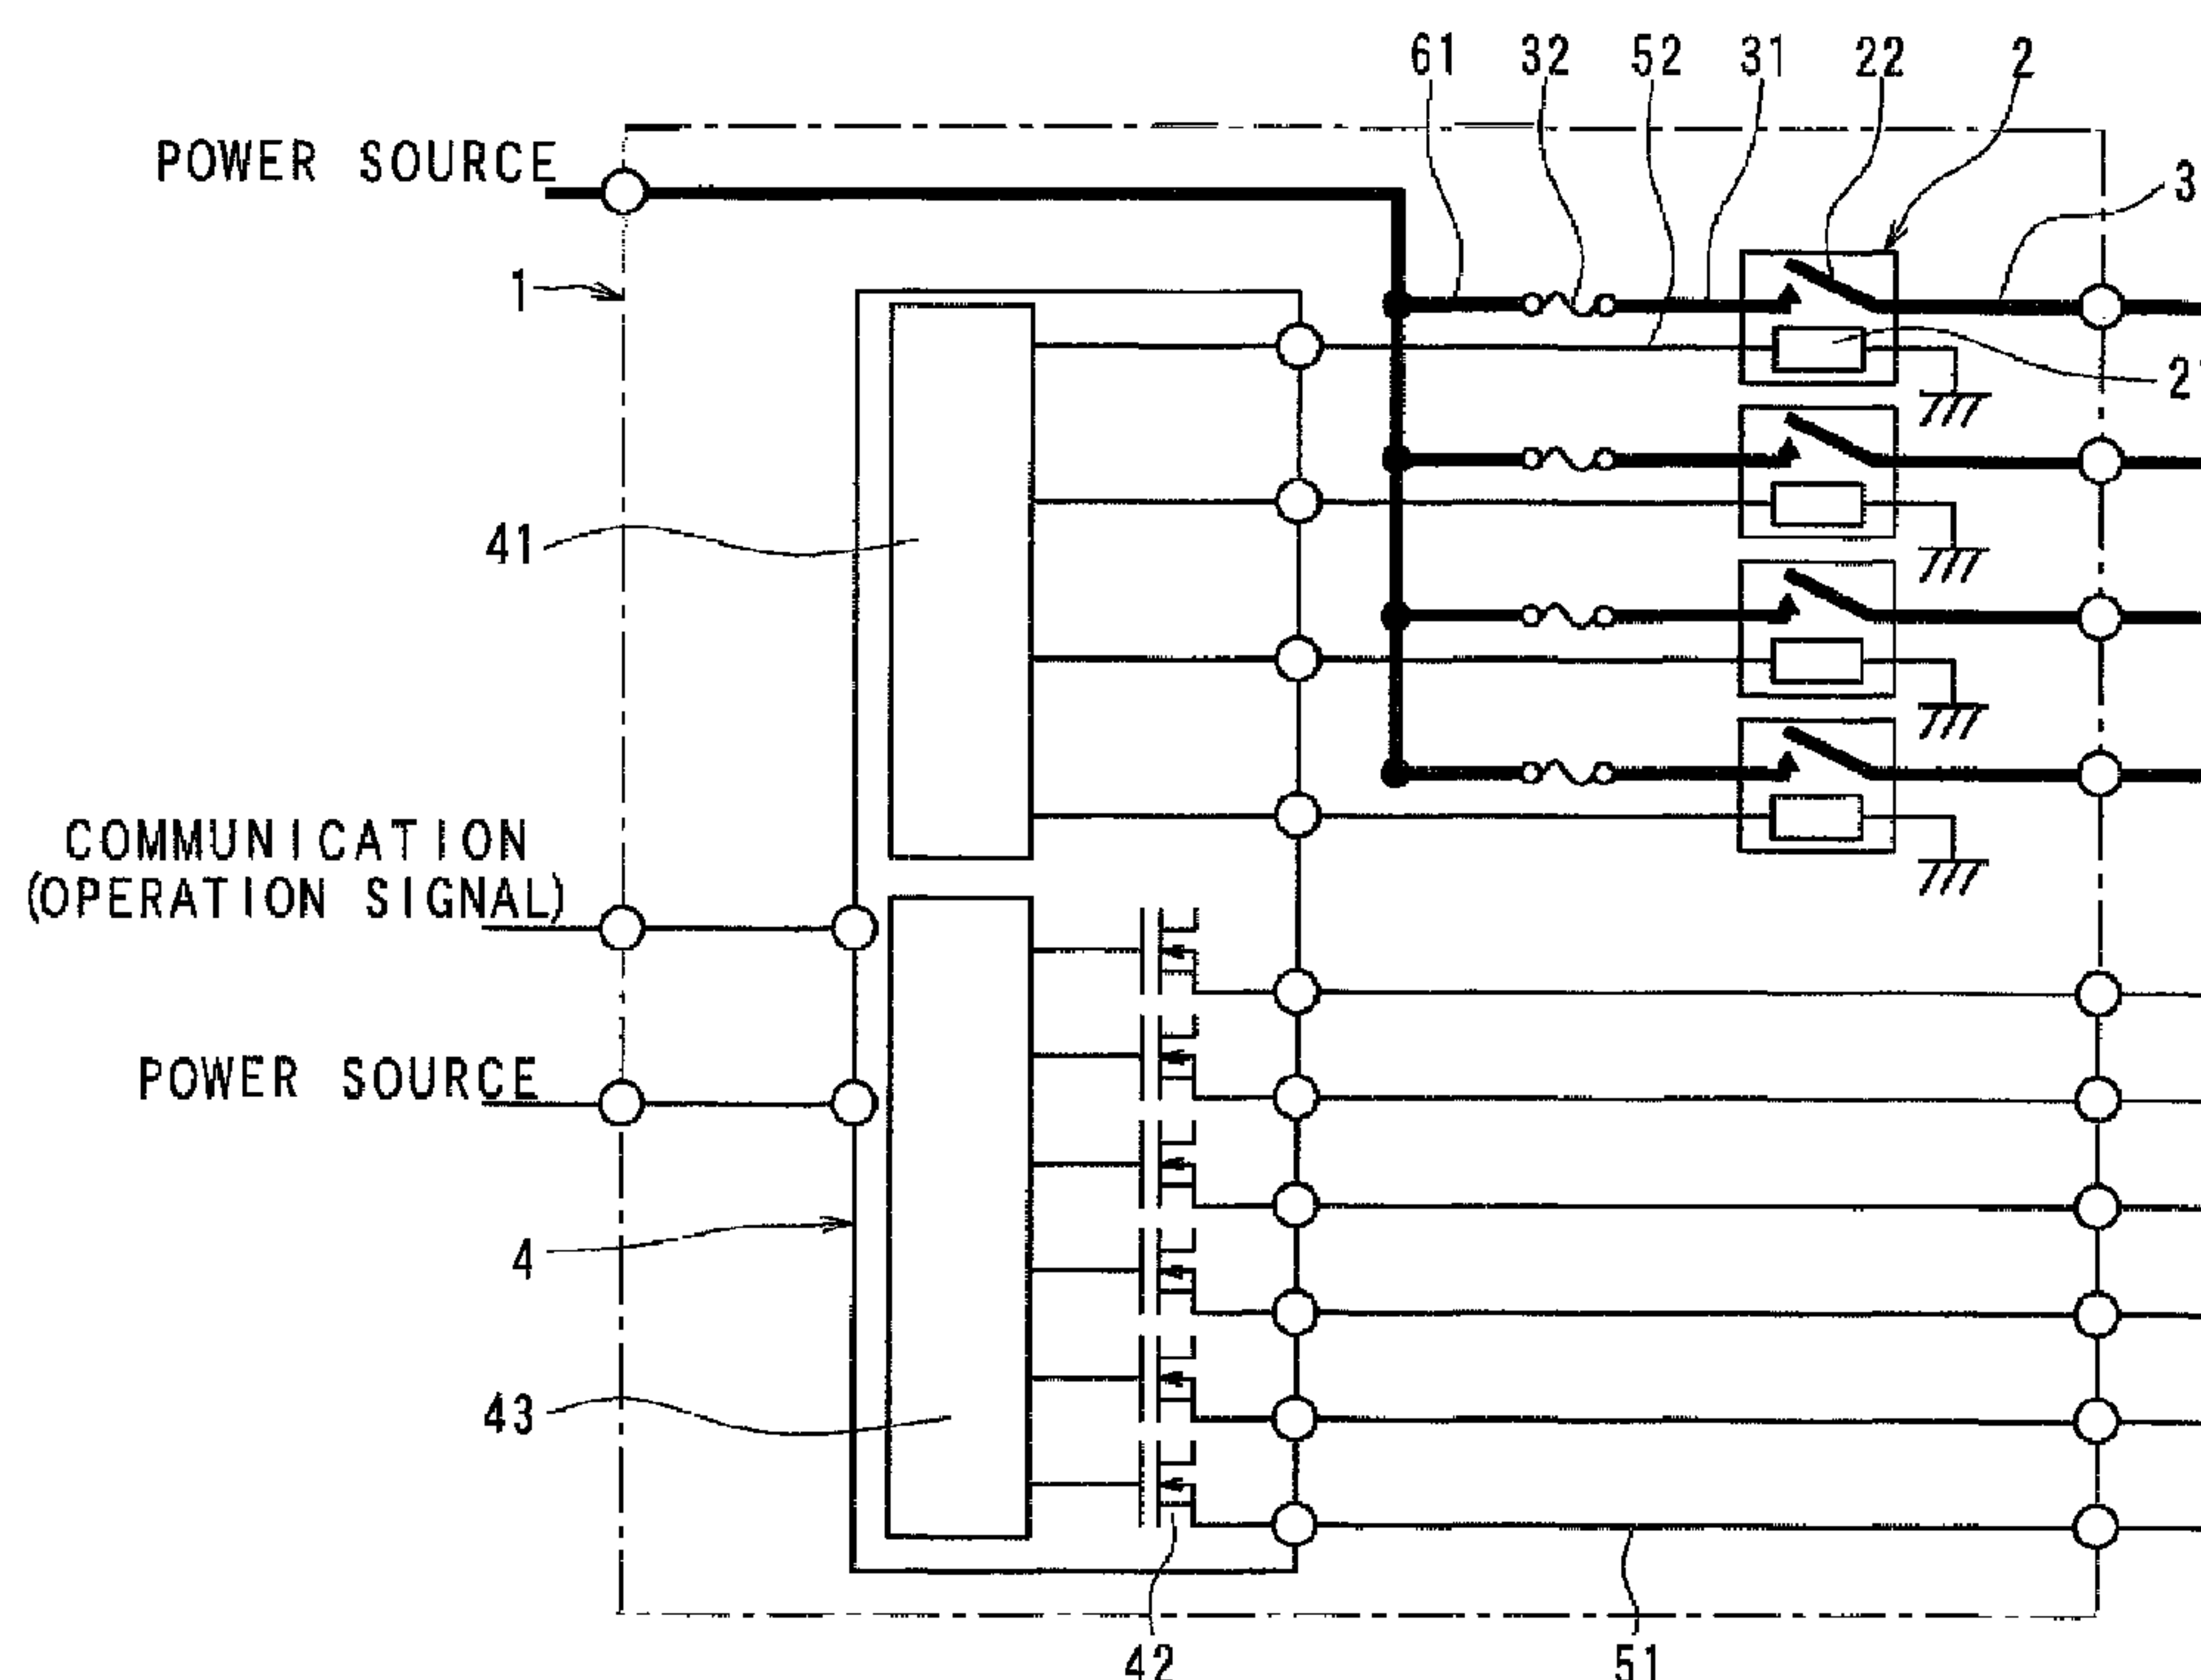 61 32 52 31 22 2
POWER SOURCE
3
1
41
COMMUNICATION
(OPERATION SIGNAL)
POWER SOURCE
4
43
42 51